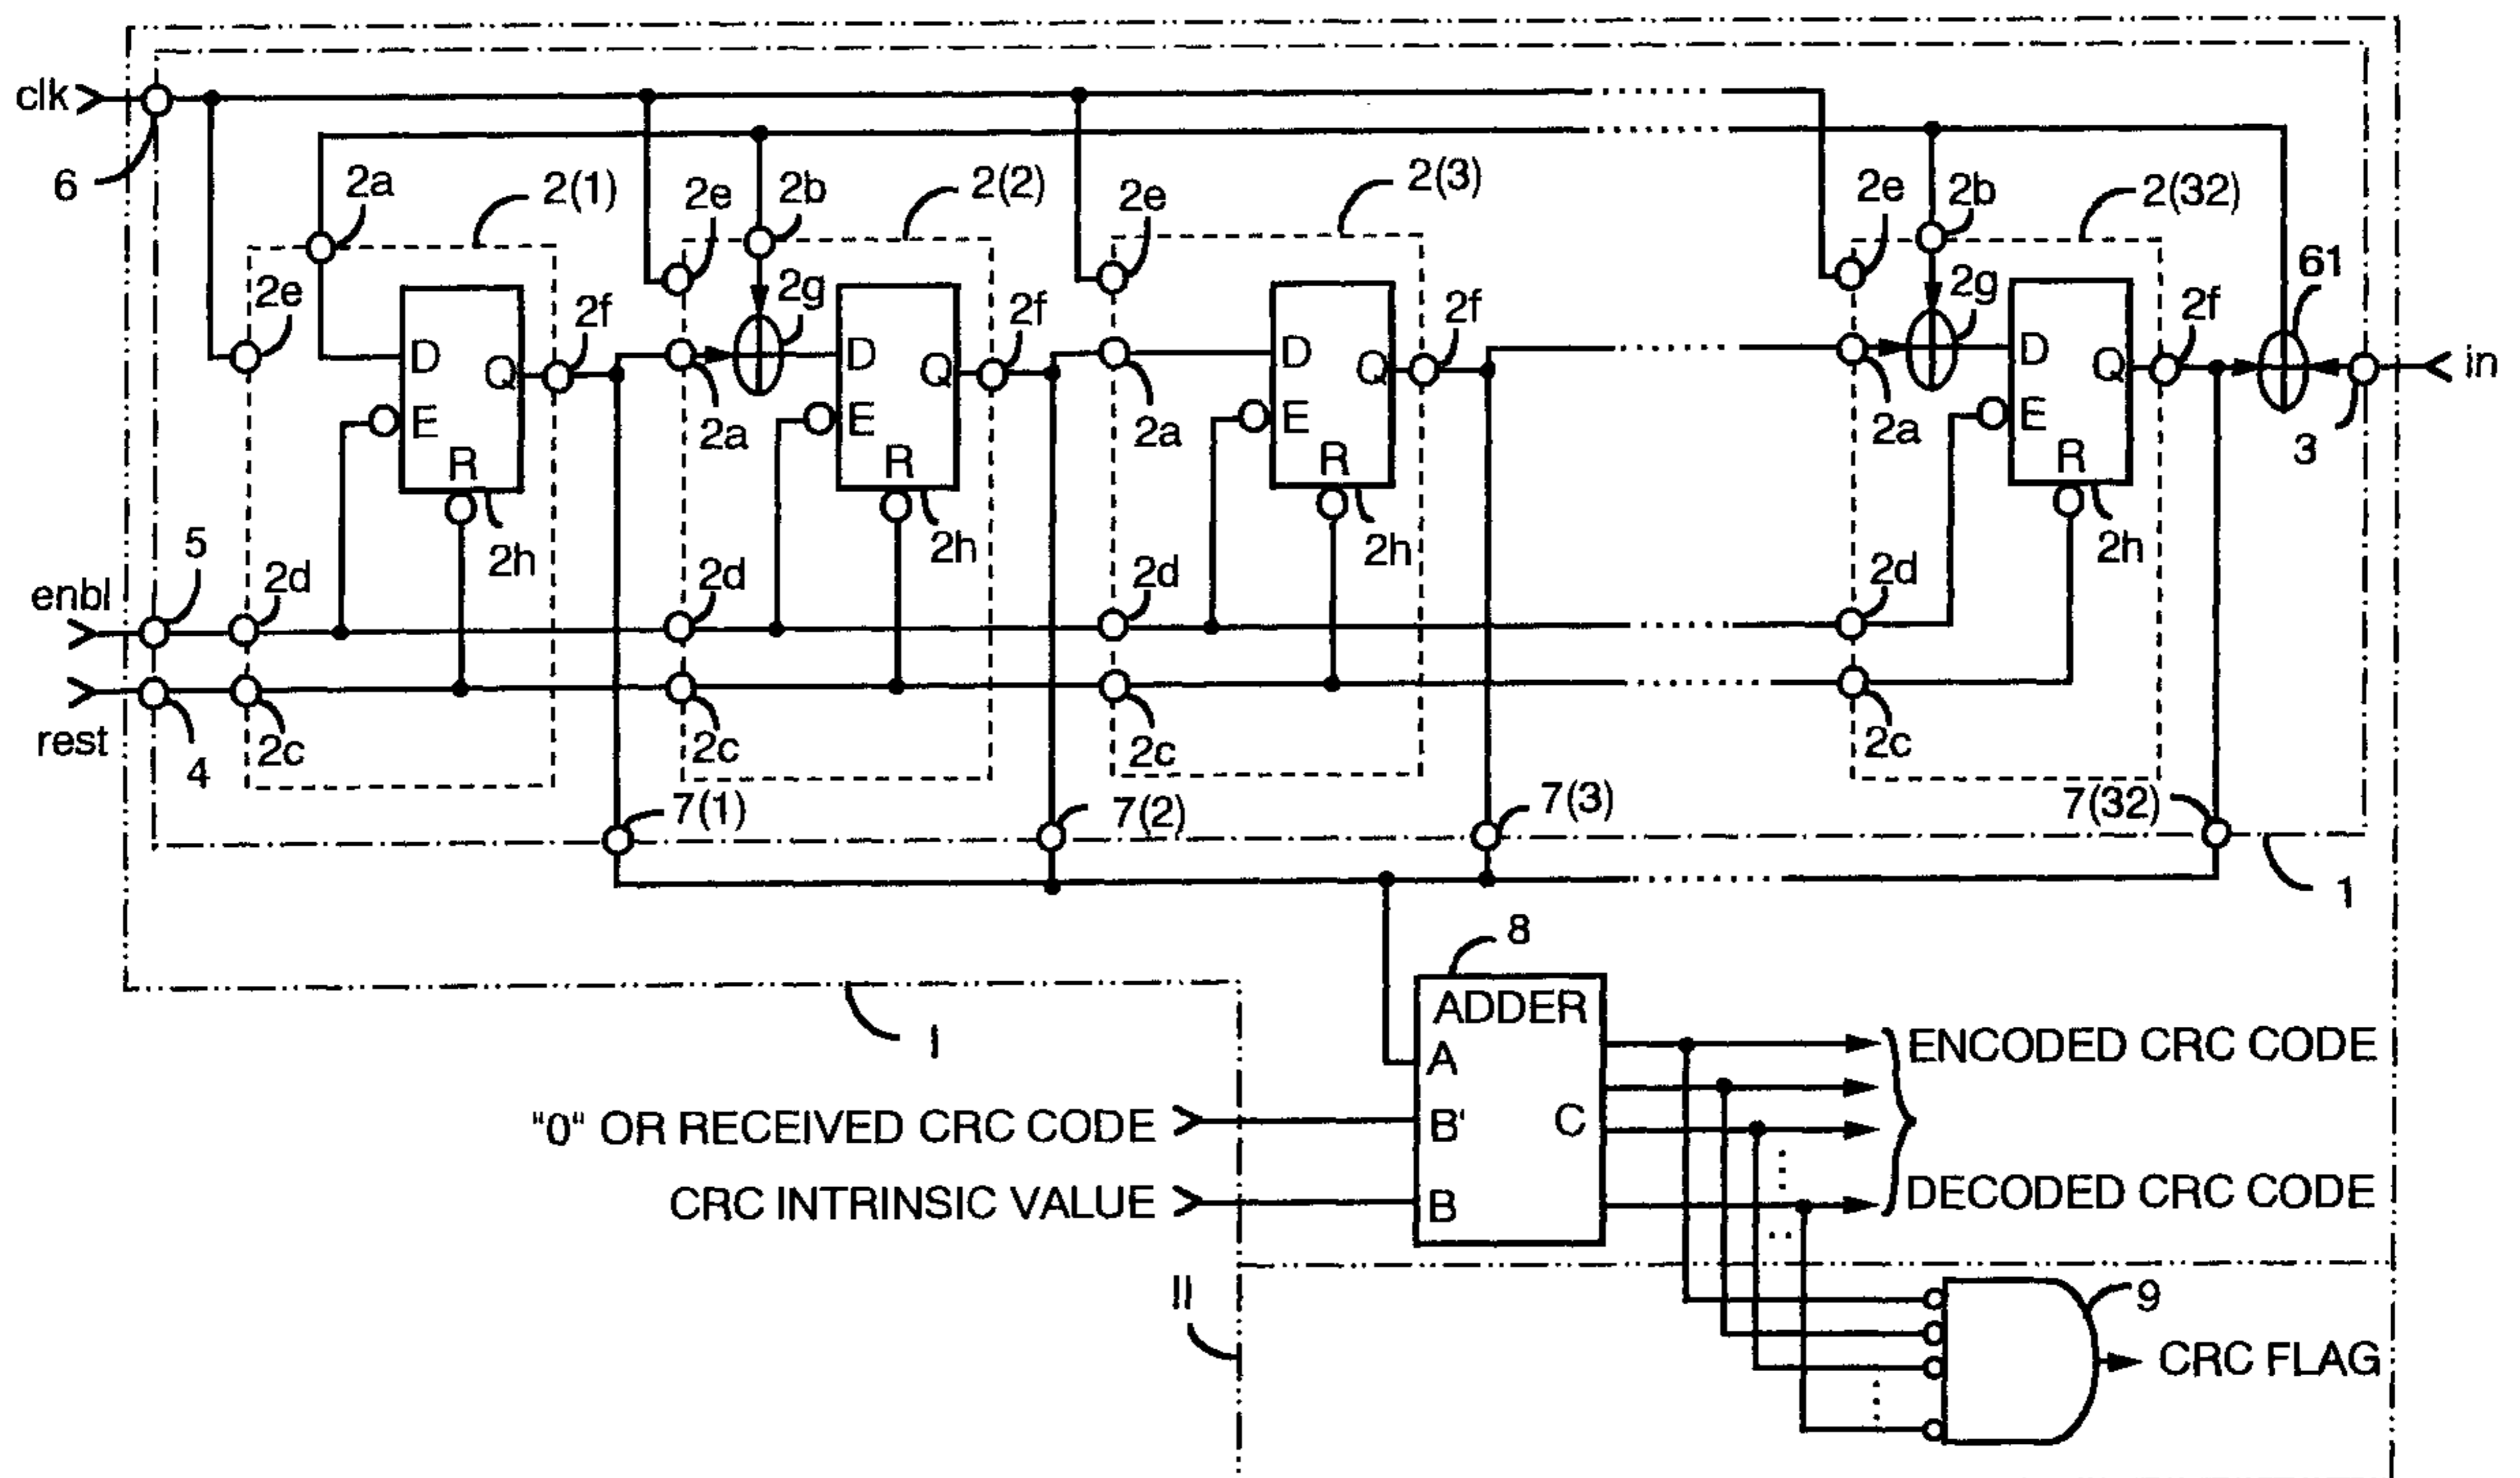 clk
6
2a
2(1)
2e
2b
2(2)
2e
2(3)
2e
2b
2(32)
2e
2g
2f
2g
2f
2f
2g
2f
61
in
D
Q
E
R
2h
2a
D
Q
E
R
2h
2a
D
Q
E
R
2h
2a
D
Q
E
R
2h
3
5
enbl
2d
2d
2d
2d
rest
4
2c
2c
2c
2c
7(1)
7(2)
7(3)
7(32)
1
8
I
ADDER
A
B'
C
B
"0" OR RECEIVED CRC CODE
CRC INTRINSIC VALUE
ENCODED CRC CODE
DECODED CRC CODE
II
9
CRC FLAG